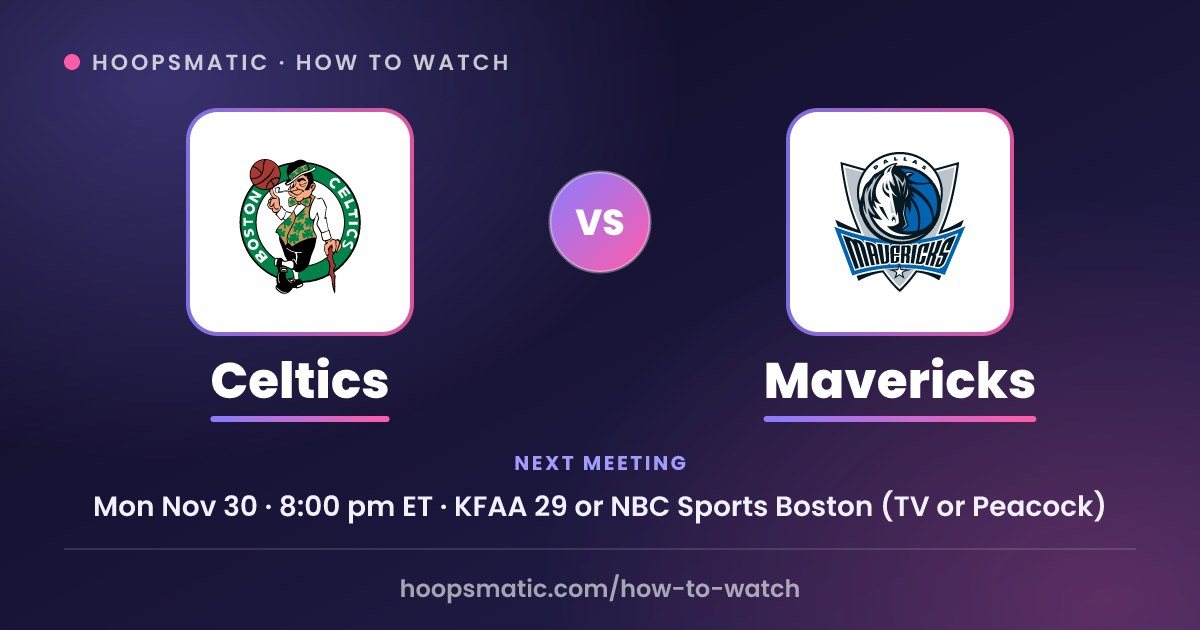 HOOPSMATIC · HOW TO WATCH
BOSTON CELTICS
VS
DALLAS
MAVERICKS
Celtics
Mavericks
NEXT MEETING
Mon Nov 30 · 8:00 pm ET · KFAA 29 or NBC Sports Boston (TV or Peacock)
hoopsmatic.com/how-to-watch